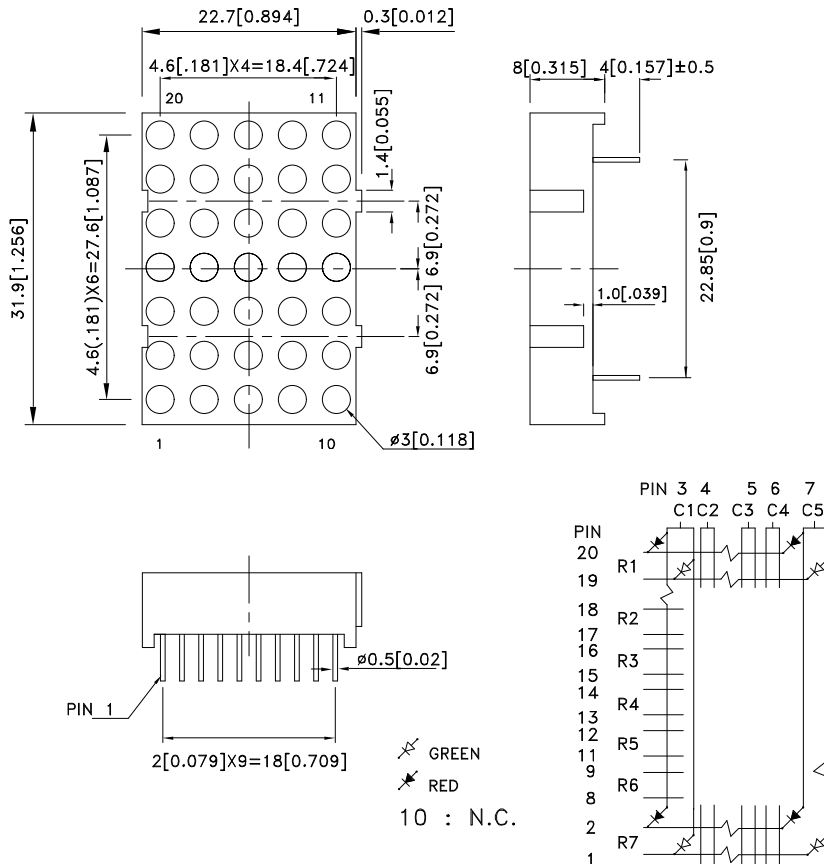 22.7[0.894]
0.3[0.012]
4.6[.181]X4=18.4[.724]
20
11
1.4[0.055]
31.9[1.256]
4.6(.181)X6=27.6[1.087]
6.9[0.272]
6.9[0.272]
1
10
ø3[0.118]
8[0.315]
4[0.157]±0.5
22.85[0.9]
1.0[.039]
PIN 1
ø0.5[0.02]
2[0.079]X9=18[0.709]
GREEN
RED
10 : N.C.
PIN 3 4 5 6 7
C1 C2 C3 C4 C5
PIN
20
R1
19
18
R2
17
16
R3
15
14
R4
13
12
R5
11
9
R6
8
2
R7
1